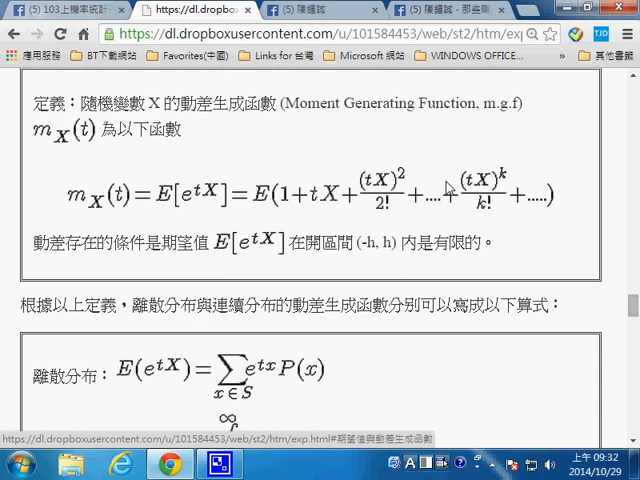 (5) 103上機率統計
https://dl.dropbox
(5) 陳鍾誠
(5) 陳鍾誠 - 那些剛
https://dl.dropboxusercontent.com/u/101584453/web/st2/htm/exp
應用服務 BT下載網站 Favorites(中國) Links for 台灣 Microsoft 網站 WINDOWS OFFICE... 其他書籤
定義：隨機變數 X 的動差生成函數 (Moment Generating Function, m.g.f)
m_X(t) 為以下函數
m_X(t) = E[e^{tX}] = E(1 + tX + (tX)^2/2! + .... + (tX)^k/k! + .....)
動差存在的條件是期望值 E[e^{tX}] 在開區間 (-h, h) 內是有限的。
根據以上定義，離散分布與連續分布的動差生成函數分別可以寫成以下算式：
離散分布： E(e^{tX}) = ∑_{x∈S} e^{tx} P(x)
∞
https://dl.dropboxusercontent.com/u/101584453/web/st2/htm/exp.html#期望值與動差生成函數
上午 09:32
2014/10/29